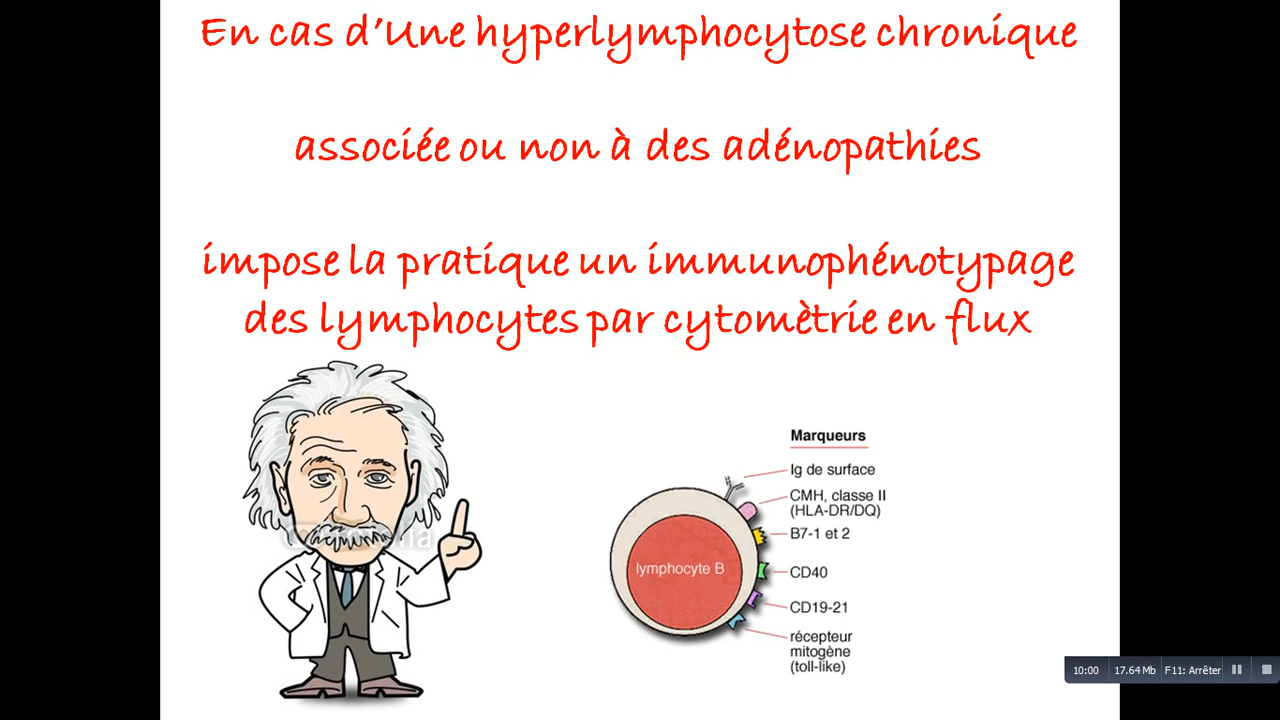 En cas d'Une hyperlymphocytose chronique
associée ou non à des adénopathies
impose la pratique un immunophénotypage
des lymphocytes par cytomètrie en flux
Marqueurs
Ig de surface
CMH, classe II
(HLA-DR/DQ)
B7-1 et 2
lymphocyte B
CD40
CD19-21
récepteur
mitogène
(toll-like)
10:00 17.64 Mb F11: Arrêter